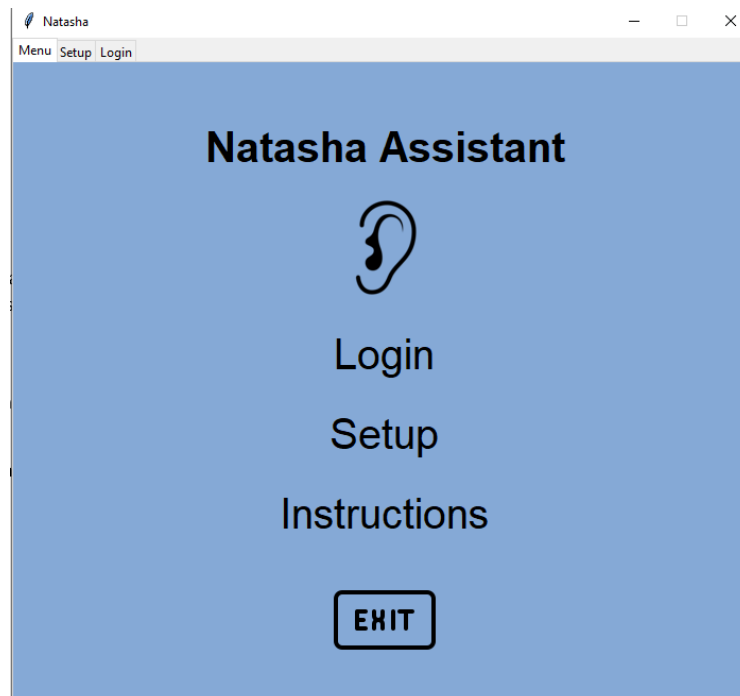 Natasha
Menu Setup Login
Natasha Assistant
Login
Setup
Instructions
EXIT